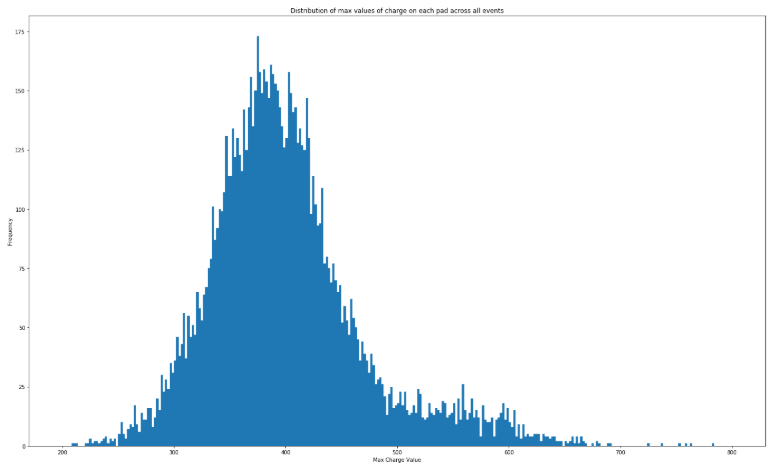 Distribution of max values of charge on each pad across all events
175
150
125
100
75
50
25
0
Frequency
200 300 400 500 600 700 800
Max Charge Value